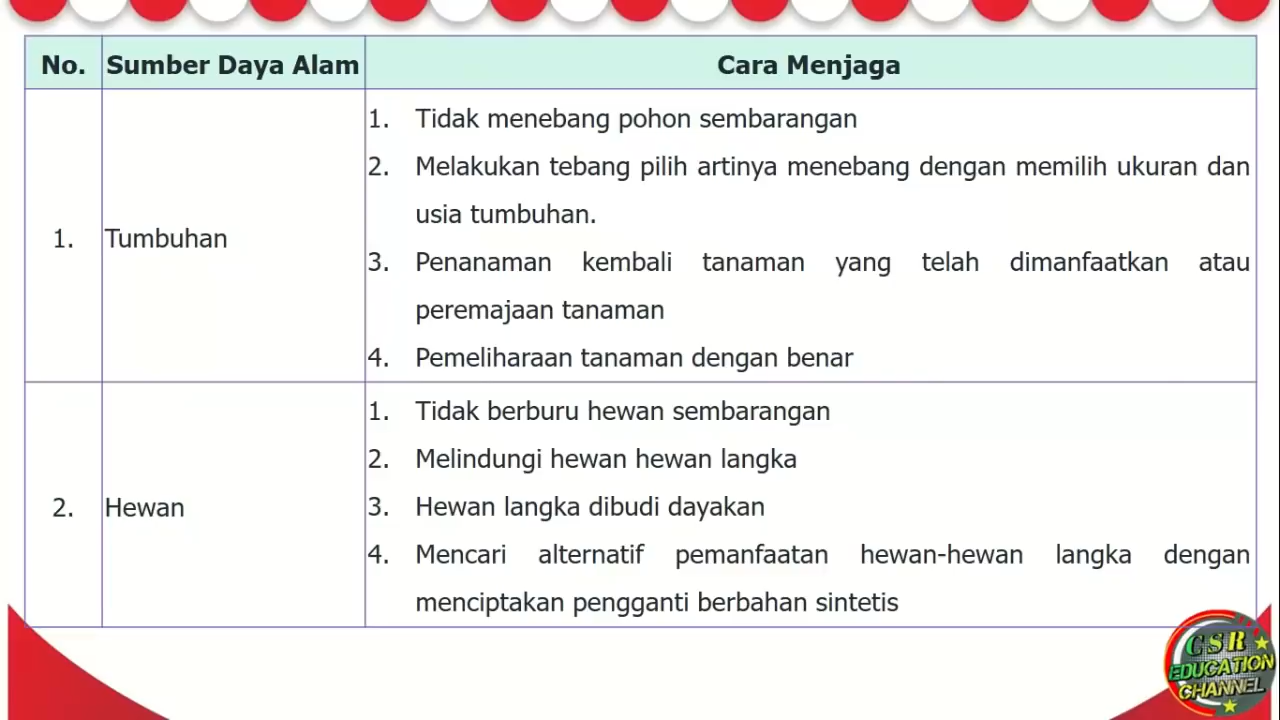 No. Sumber Daya Alam Cara Menjaga
1. Tumbuhan
1. Tidak menebang pohon sembarangan
2. Melakukan tebang pilih artinya menebang dengan memilih ukuran dan
usia tumbuhan.
3. Penanaman kembali tanaman yang telah dimanfaatkan atau
peremajaan tanaman
4. Pemeliharaan tanaman dengan benar
2. Hewan
1. Tidak berburu hewan sembarangan
2. Melindungi hewan hewan langka
3. Hewan langka dibudi dayakan
4. Mencari alternatif pemanfaatan hewan-hewan langka dengan
menciptakan pengganti berbahan sintetis
CSR
EDUCATION
CHANNEL